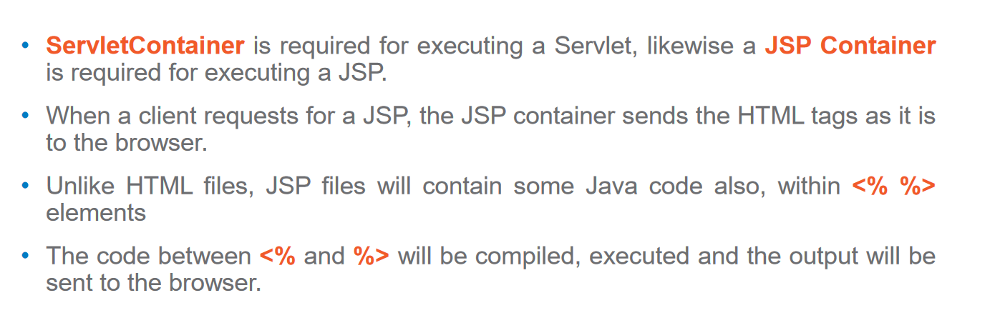 • ServletContainer is required for executing a Servlet, likewise a JSP Container
is required for executing a JSP.
• When a client requests for a JSP, the JSP container sends the HTML tags as it is
to the browser.
• Unlike HTML files, JSP files will contain some Java code also, within <% %>
elements
• The code between <% and %> will be compiled, executed and the output will be
sent to the browser.